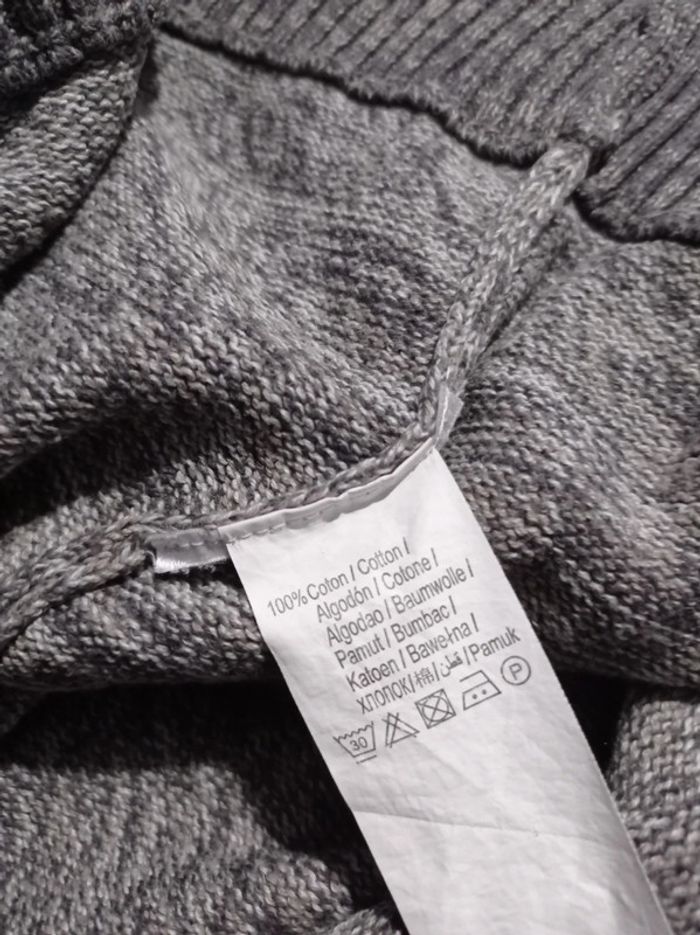 100% Coton / Cotton /
Algodón / Cotone /
Algodao / Baumwolle /
Pamut / Bumbac /
Katoen / Bawełna /
хлопок/棉/قطن/Pamuk
30 P